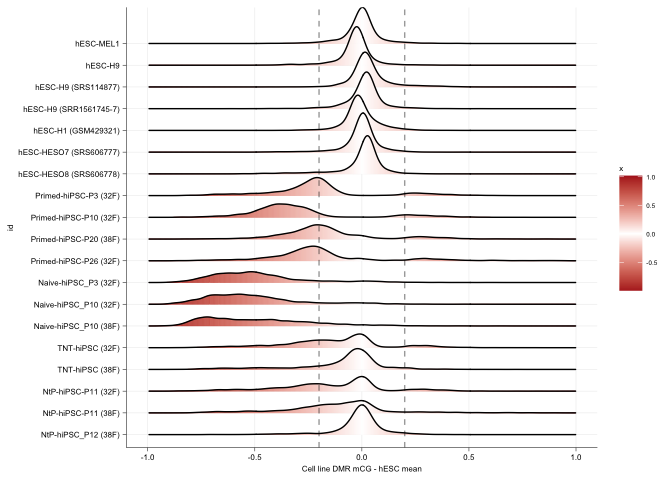 hESC-MEL1
hESC-H9
hESC-H9 (SRS114877)
hESC-H9 (SRR1561745-7)
hESC-H1 (GSM429321)
hESC-HESO7 (SRS606777)
hESC-HESO8 (SRS606778)
Primed-hiPSC-P3 (32F)
Primed-hiPSC-P10 (32F)
Primed-hiPSC-P20 (38F)
Primed-hiPSC-P26 (32F)
Naive-hiPSC_P3 (32F)
Naive-hiPSC_P10 (32F)
Naive-hiPSC_P10 (38F)
TNT-hiPSC (32F)
TNT-hiPSC (38F)
NtP-hiPSC-P11 (32F)
NtP-hiPSC-P11 (38F)
NtP-hiPSC_P12 (38F)
id
-1.0 -0.5 0.0 0.5 1.0
Cell line DMR mCG - hESC mean
x
1.0
0.5
0.0
-0.5